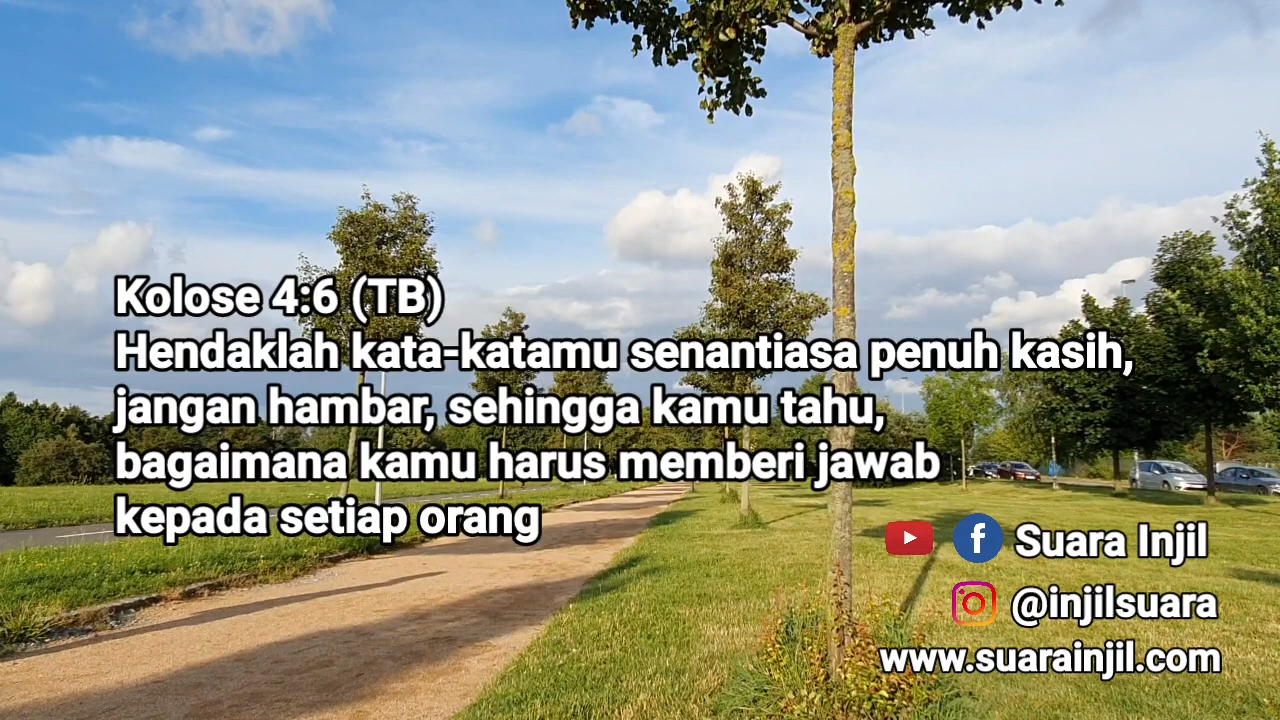 Kolose 4:6 (TB)
Hendaklah kata-katamu senantiasa penuh kasih,
jangan hambar, sehingga kamu tahu,
bagaimana kamu harus memberi jawab
kepada setiap orang
Suara Injil
@injilsuara
www.suarainjil.com